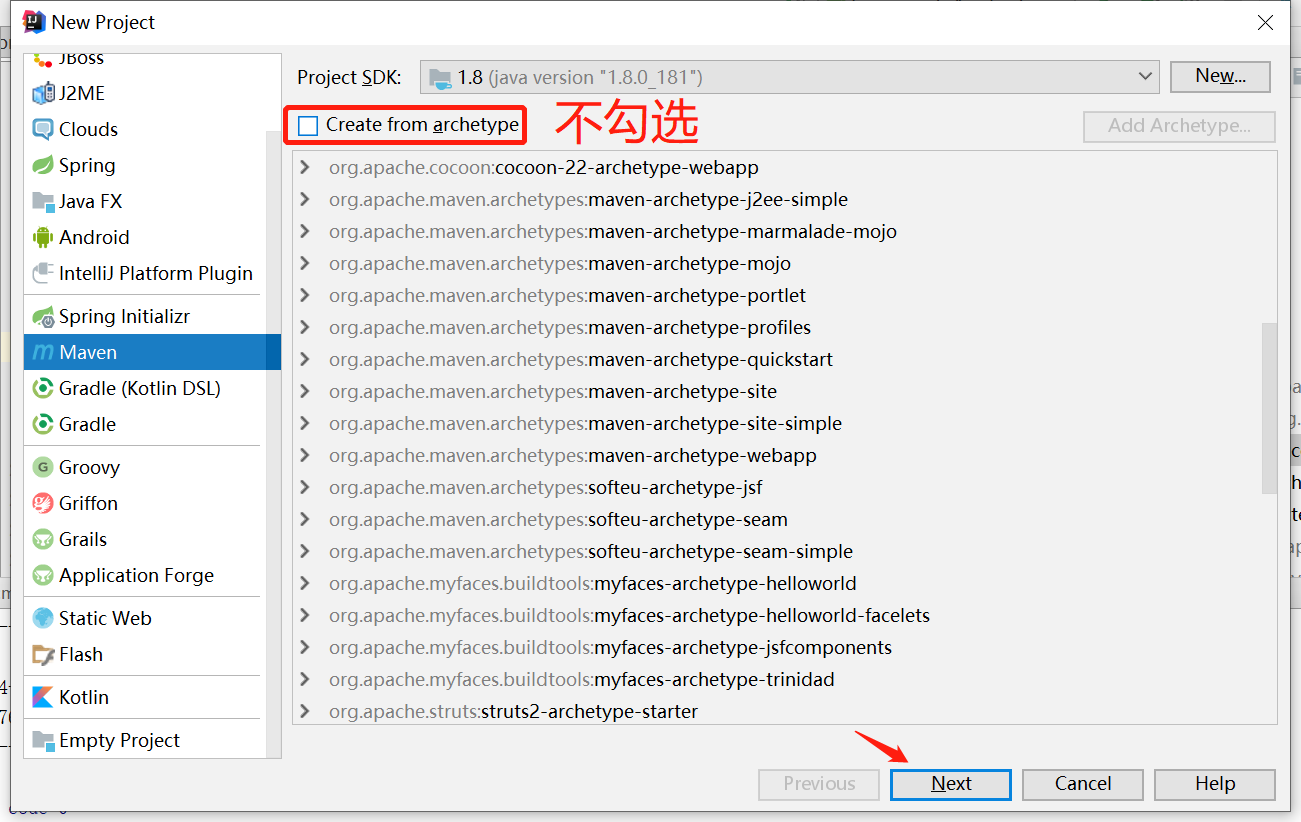 New Project
JBoss
J2ME
Clouds
Spring
Java FX
Android
IntelliJ Platform Plugin
Spring Initializr
Maven
Gradle (Kotlin DSL)
Gradle
Groovy
Griffon
Grails
Application Forge
Static Web
Flash
Kotlin
Empty Project
Project SDK: 1.8 (java version "1.8.0_181") New...
Create from archetype 不勾选 Add Archetype...
org.apache.cocoon:cocoon-22-archetype-webapp
org.apache.maven.archetypes:maven-archetype-j2ee-simple
org.apache.maven.archetypes:maven-archetype-marmalade-mojo
org.apache.maven.archetypes:maven-archetype-mojo
org.apache.maven.archetypes:maven-archetype-portlet
org.apache.maven.archetypes:maven-archetype-profiles
org.apache.maven.archetypes:maven-archetype-quickstart
org.apache.maven.archetypes:maven-archetype-site
org.apache.maven.archetypes:maven-archetype-site-simple
org.apache.maven.archetypes:maven-archetype-webapp
org.apache.maven.archetypes:softeu-archetype-jsf
org.apache.maven.archetypes:softeu-archetype-seam
org.apache.maven.archetypes:softeu-archetype-seam-simple
org.apache.myfaces.buildtools:myfaces-archetype-helloworld
org.apache.myfaces.buildtools:myfaces-archetype-helloworld-facelets
org.apache.myfaces.buildtools:myfaces-archetype-jsfcomponents
org.apache.myfaces.buildtools:myfaces-archetype-trinidad
org.apache.struts:struts2-archetype-starter
Previous Next Cancel Help